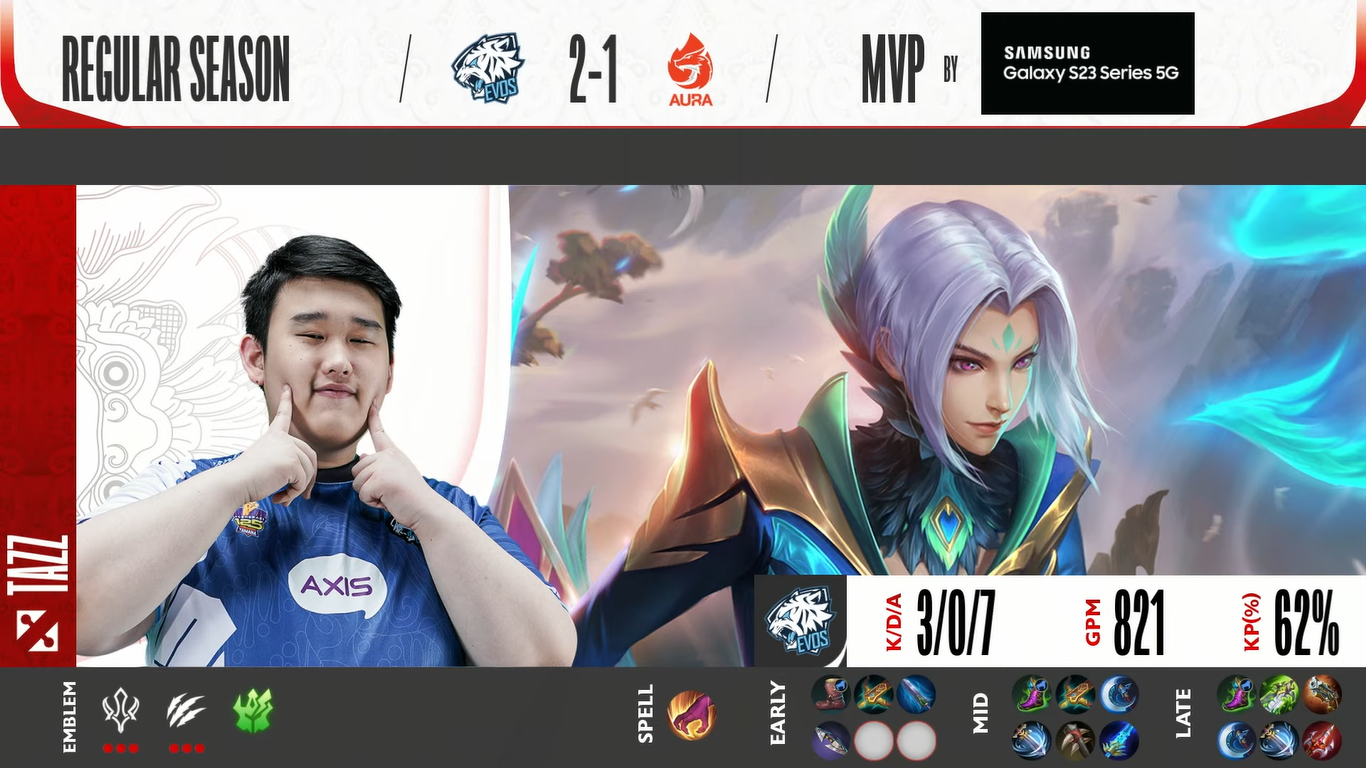 REGULAR SEASON
EVOS
2-1
AURA
MVP BY
SAMSUNG
Galaxy S23 Series 5G
TAZZ
AXIS
125
EVOS
K/D/A 3/0/7
GPM 821
KP(%) 62%
EMBLEM
SPELL
EARLY
MID
LATE